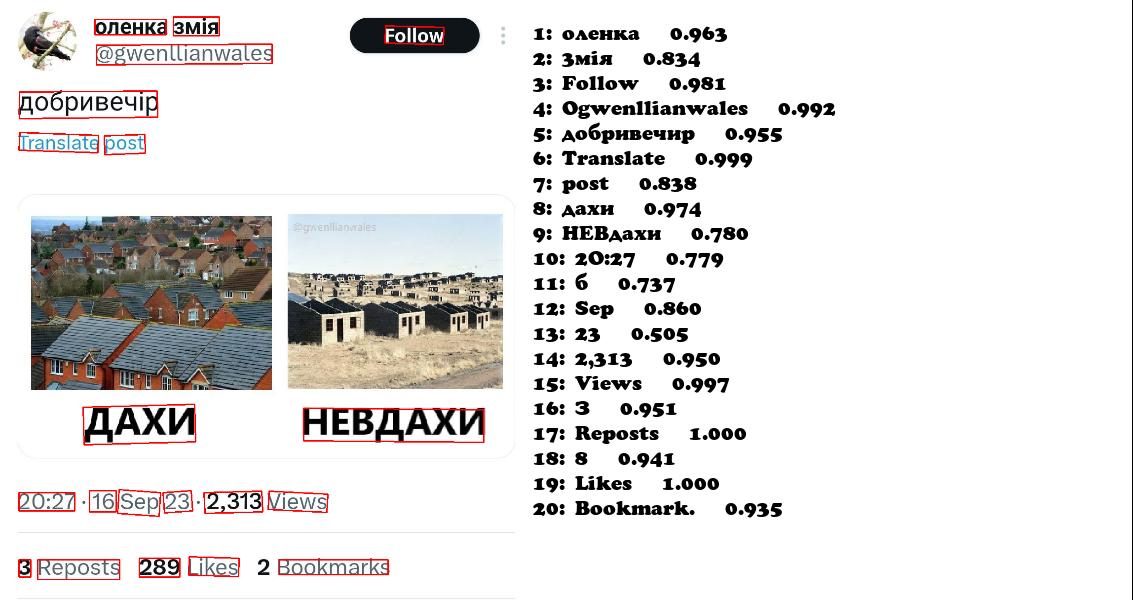 оленка змія
@gwenllianwales
Follow
добривечір
Translate post
@gwenllianwales
ДАХИ
НЕВДАХИ
20:27 · 16 Sep 23 · 2,313 Views
3 Reposts 289 Likes 2 Bookmarks
1: оленка 0.963
2: Змія 0.834
3: Follow 0.981
4: Ogwenllianwales 0.992
5: добривечир 0.955
6: Translate 0.999
7: post 0.838
8: дахи 0.974
9: НЕВдахи 0.780
10: 2O:27 0.779
11: б 0.737
12: Sep 0.860
13: 23 0.505
14: 2,313 0.950
15: Views 0.997
16: З 0.951
17: Reposts 1.000
18: 8 0.941
19: Likes 1.000
20: Bookmark. 0.935